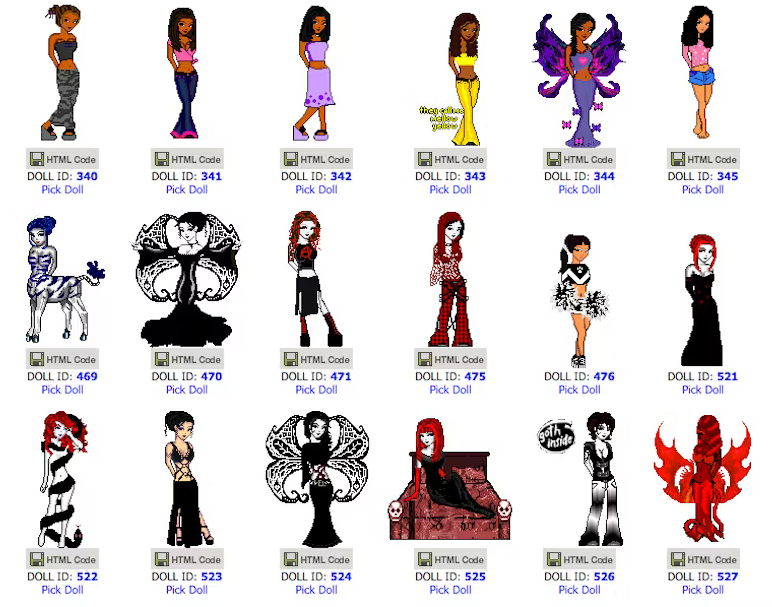 they call us
mellow
yellow
HTML Code HTML Code HTML Code HTML Code HTML Code HTML Code
DOLL ID: 340 DOLL ID: 341 DOLL ID: 342 DOLL ID: 343 DOLL ID: 344 DOLL ID: 345
Pick Doll Pick Doll Pick Doll Pick Doll Pick Doll Pick Doll
HTML Code HTML Code HTML Code HTML Code HTML Code HTML Code
DOLL ID: 469 DOLL ID: 470 DOLL ID: 471 DOLL ID: 475 DOLL ID: 476 DOLL ID: 521
Pick Doll Pick Doll Pick Doll Pick Doll Pick Doll Pick Doll
goth
inside
HTML Code HTML Code HTML Code HTML Code HTML Code HTML Code
DOLL ID: 522 DOLL ID: 523 DOLL ID: 524 DOLL ID: 525 DOLL ID: 526 DOLL ID: 527
Pick Doll Pick Doll Pick Doll Pick Doll Pick Doll Pick Doll